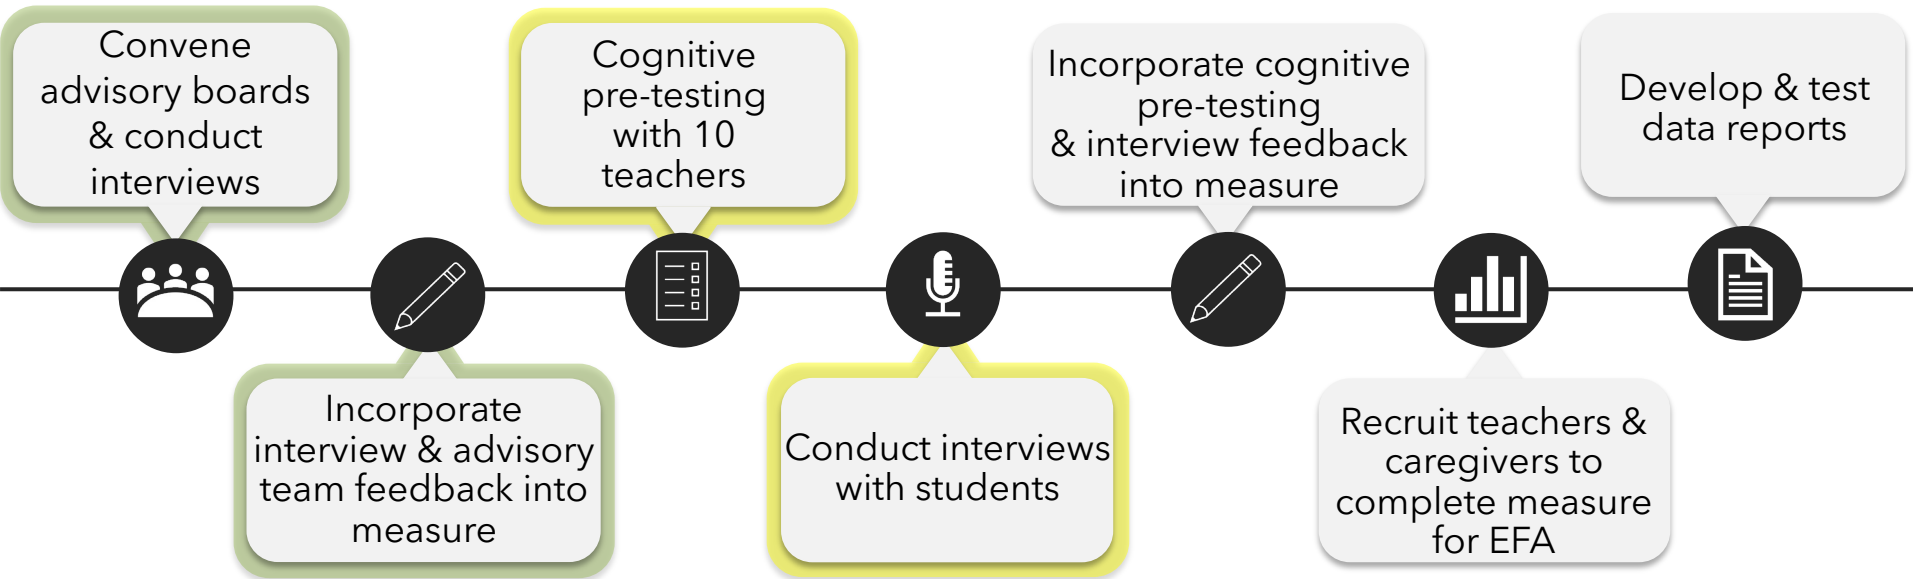 Convene
advisory boards
& conduct
interviews
Incorporate
interview & advisory
team feedback into
measure
Cognitive
pre-testing
with 10
teachers
Conduct interviews
with students
Incorporate cognitive
pre-testing
& interview feedback
into measure
Recruit teachers &
caregivers to
complete measure
for EFA
Develop & test
data reports